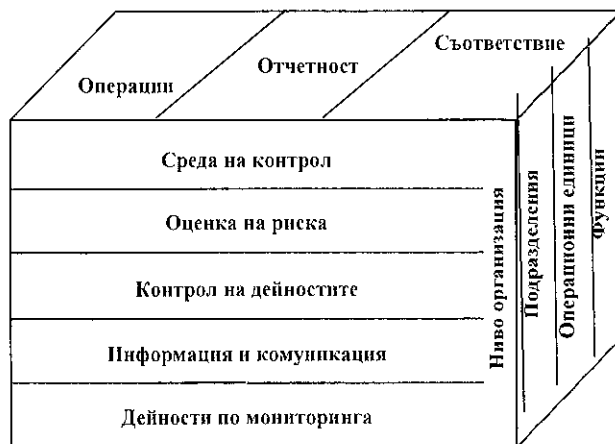 Операции
Отчетност
Съответствие
Среда на контрол
Оценка на риска
Контрол на дейностите
Информация и комуникация
Дейности по мониторинга
Ниво организация
Подразделения
Операционни единици
Функции